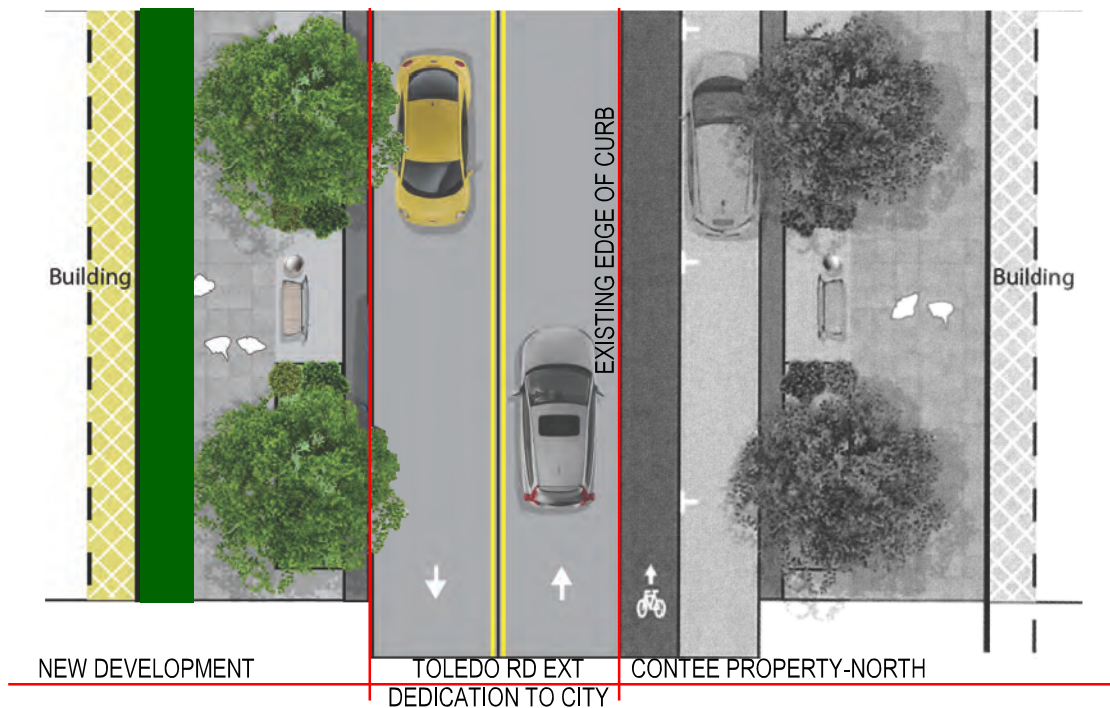 EXISTING EDGE OF CURB
Building
Building
NEW DEVELOPMENT
TOLEDO RD EXT
CONTEE PROPERTY-NORTH
DEDICATION TO CITY